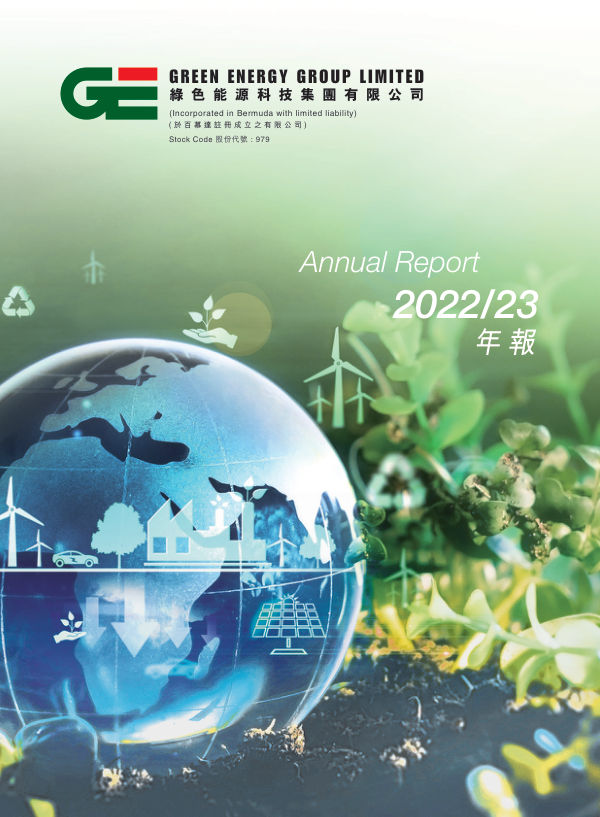 GE
GREEN ENERGY GROUP LIMITED
綠色能源科技集團有限公司
(Incorporated in Bermuda with limited liability)
(於百慕達註冊成立之有限公司)
Stock Code 股份代號 : 979
Annual Report
2022/23
年報